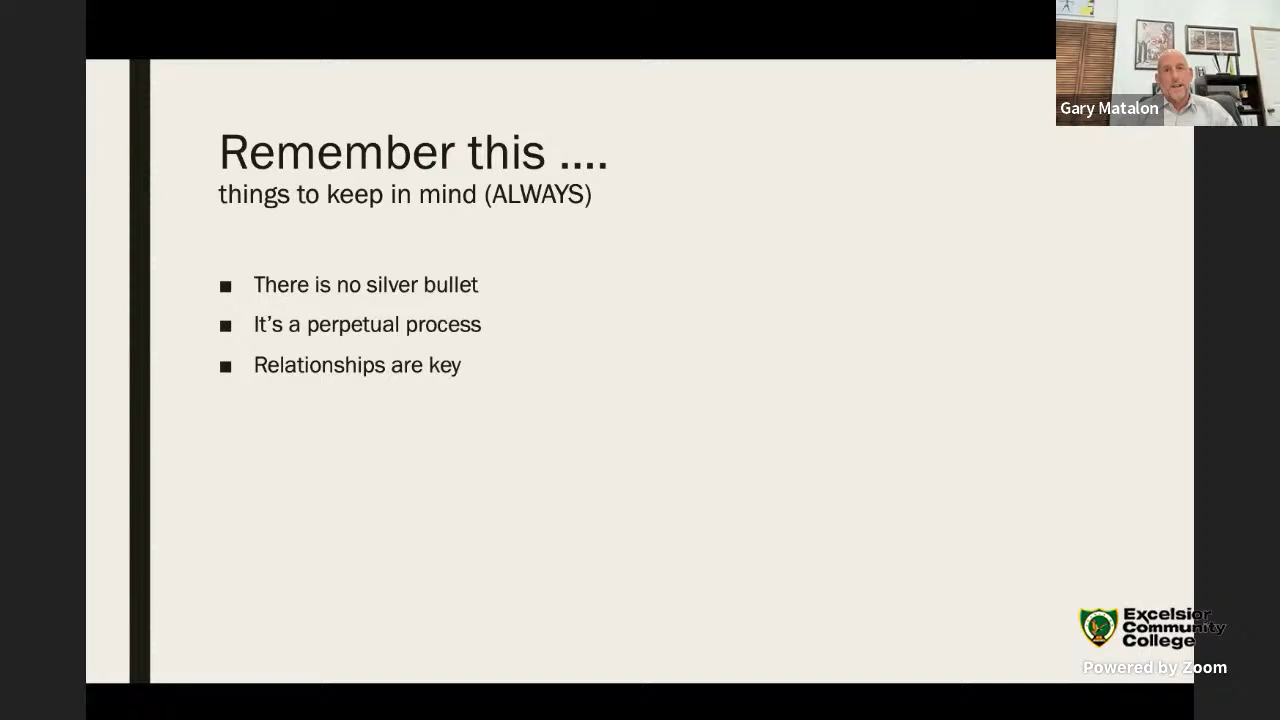 Remember this ....
things to keep in mind (ALWAYS)
■ There is no silver bullet
■ It's a perpetual process
■ Relationships are key
Gary Matalon
Excelsior
Community
College
Powered by Zoom